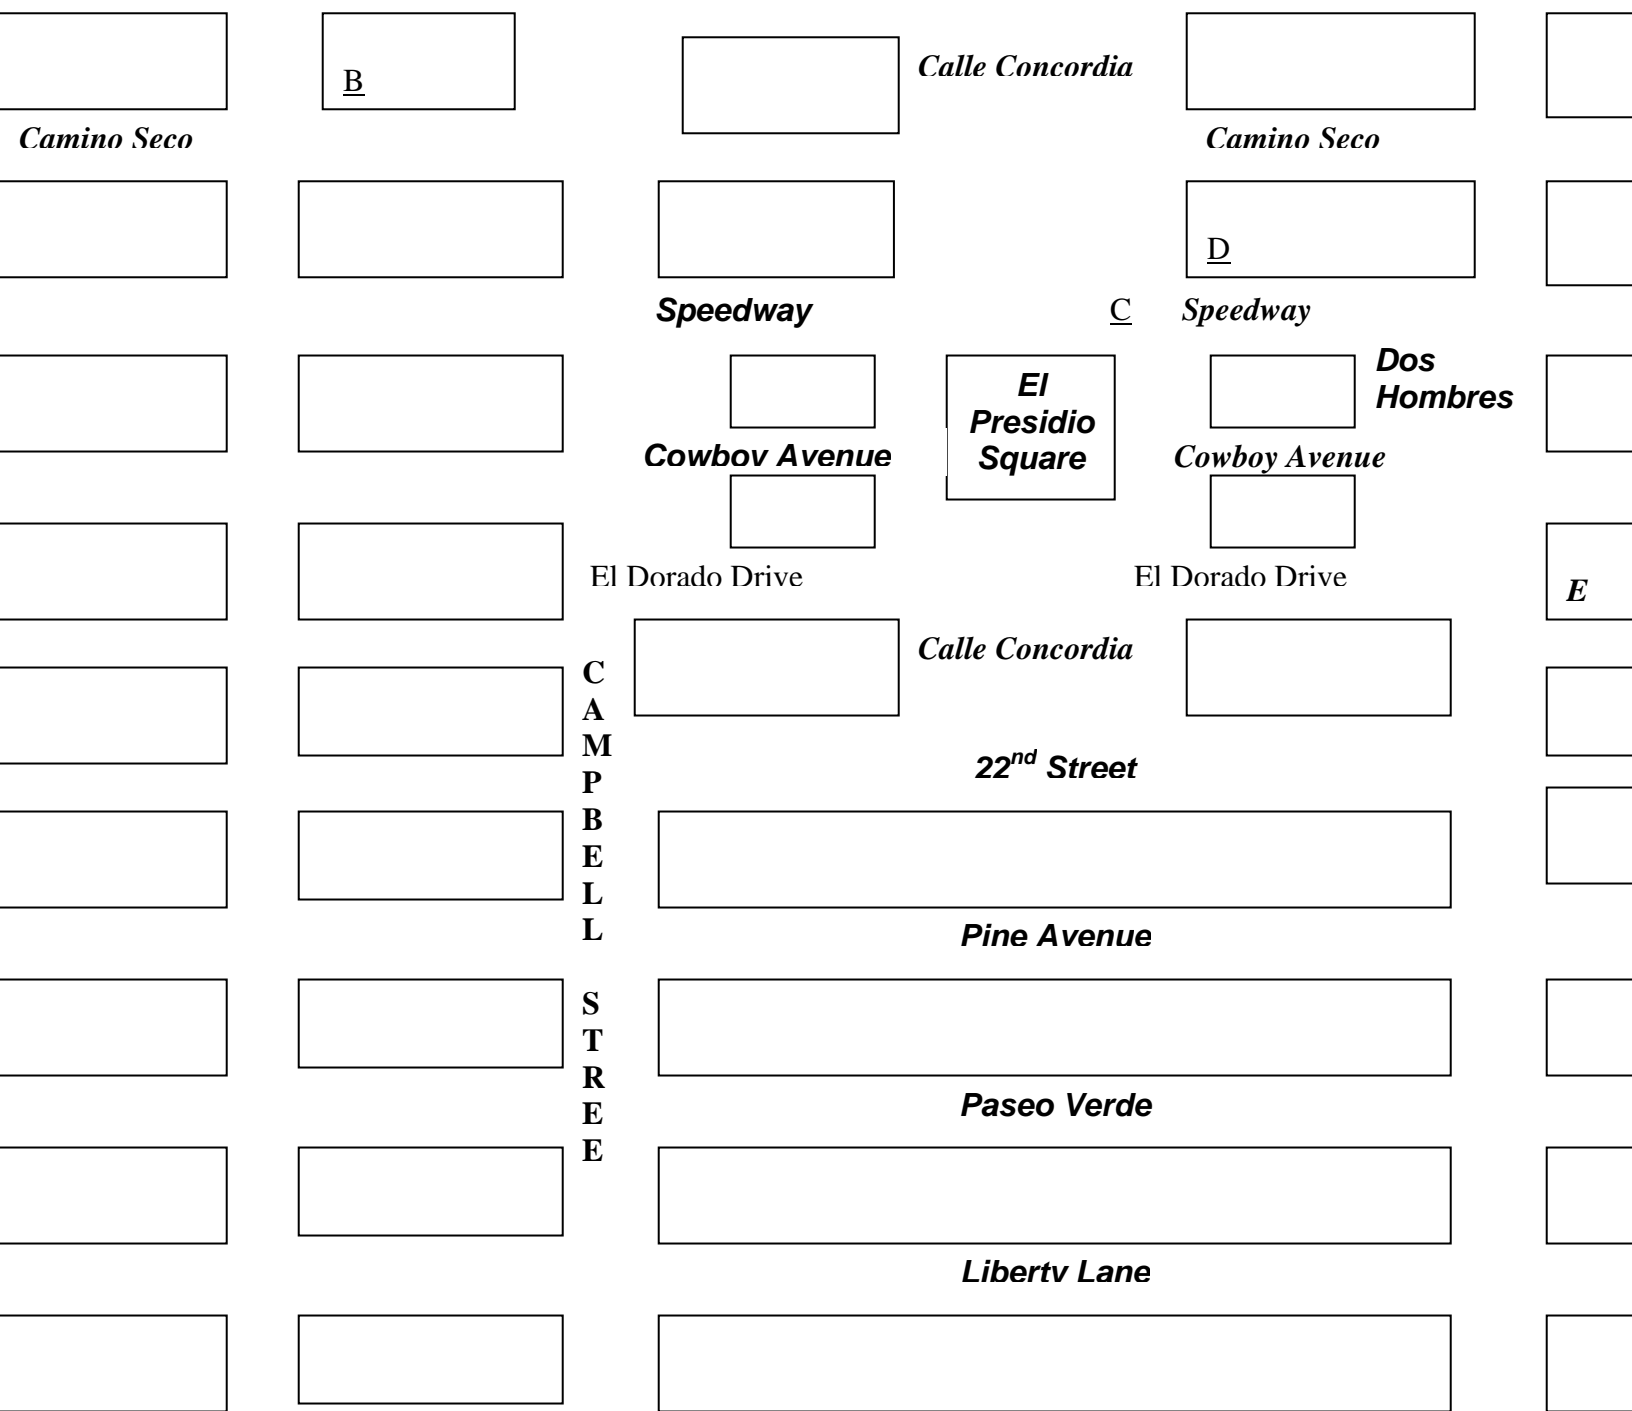 Calle Concordia
B
Camino Seco
Camino Seco
D
Speedway
C
Speedway
El
Presidio
Square
Dos
Hombres
Cowboy Avenue
Cowboy Avenue
El Dorado Drive
El Dorado Drive
E
Calle Concordia
C
A
M
P
B
E
L
L
S
T
R
E
E
22nd Street
Pine Avenue
Paseo Verde
Liberty Lane